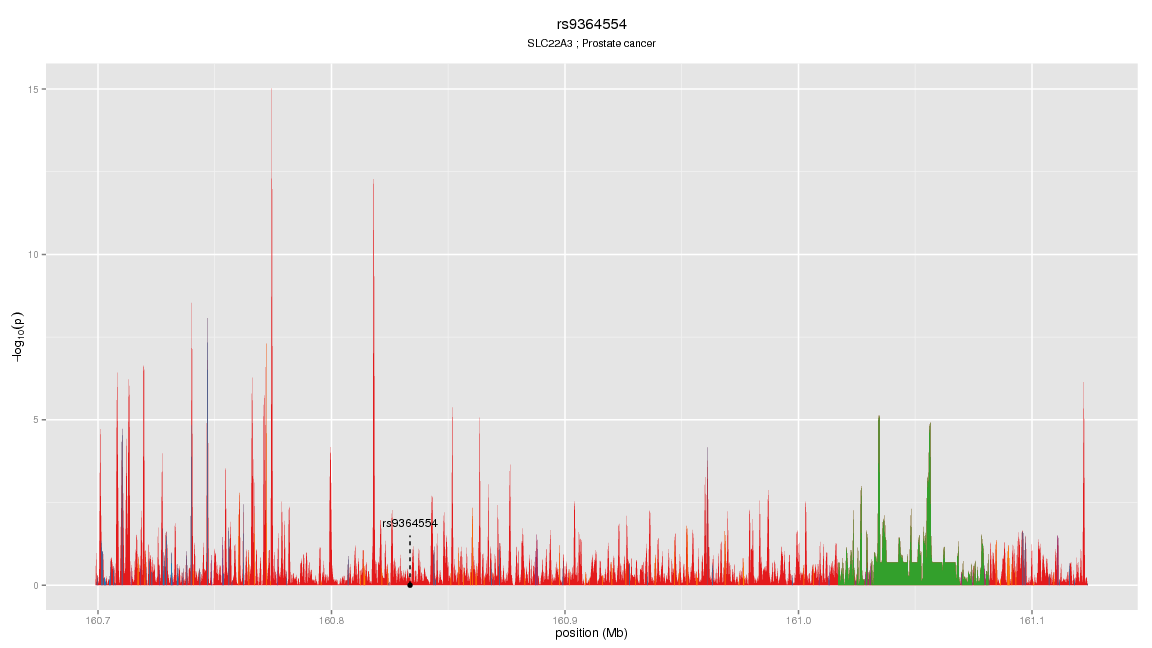 rs9364554
SLC22A3 ; Prostate cancer
15
10
5
0
−log10(p)
rs9364554
160.7
160.8
160.9
161.0
161.1
position (Mb)